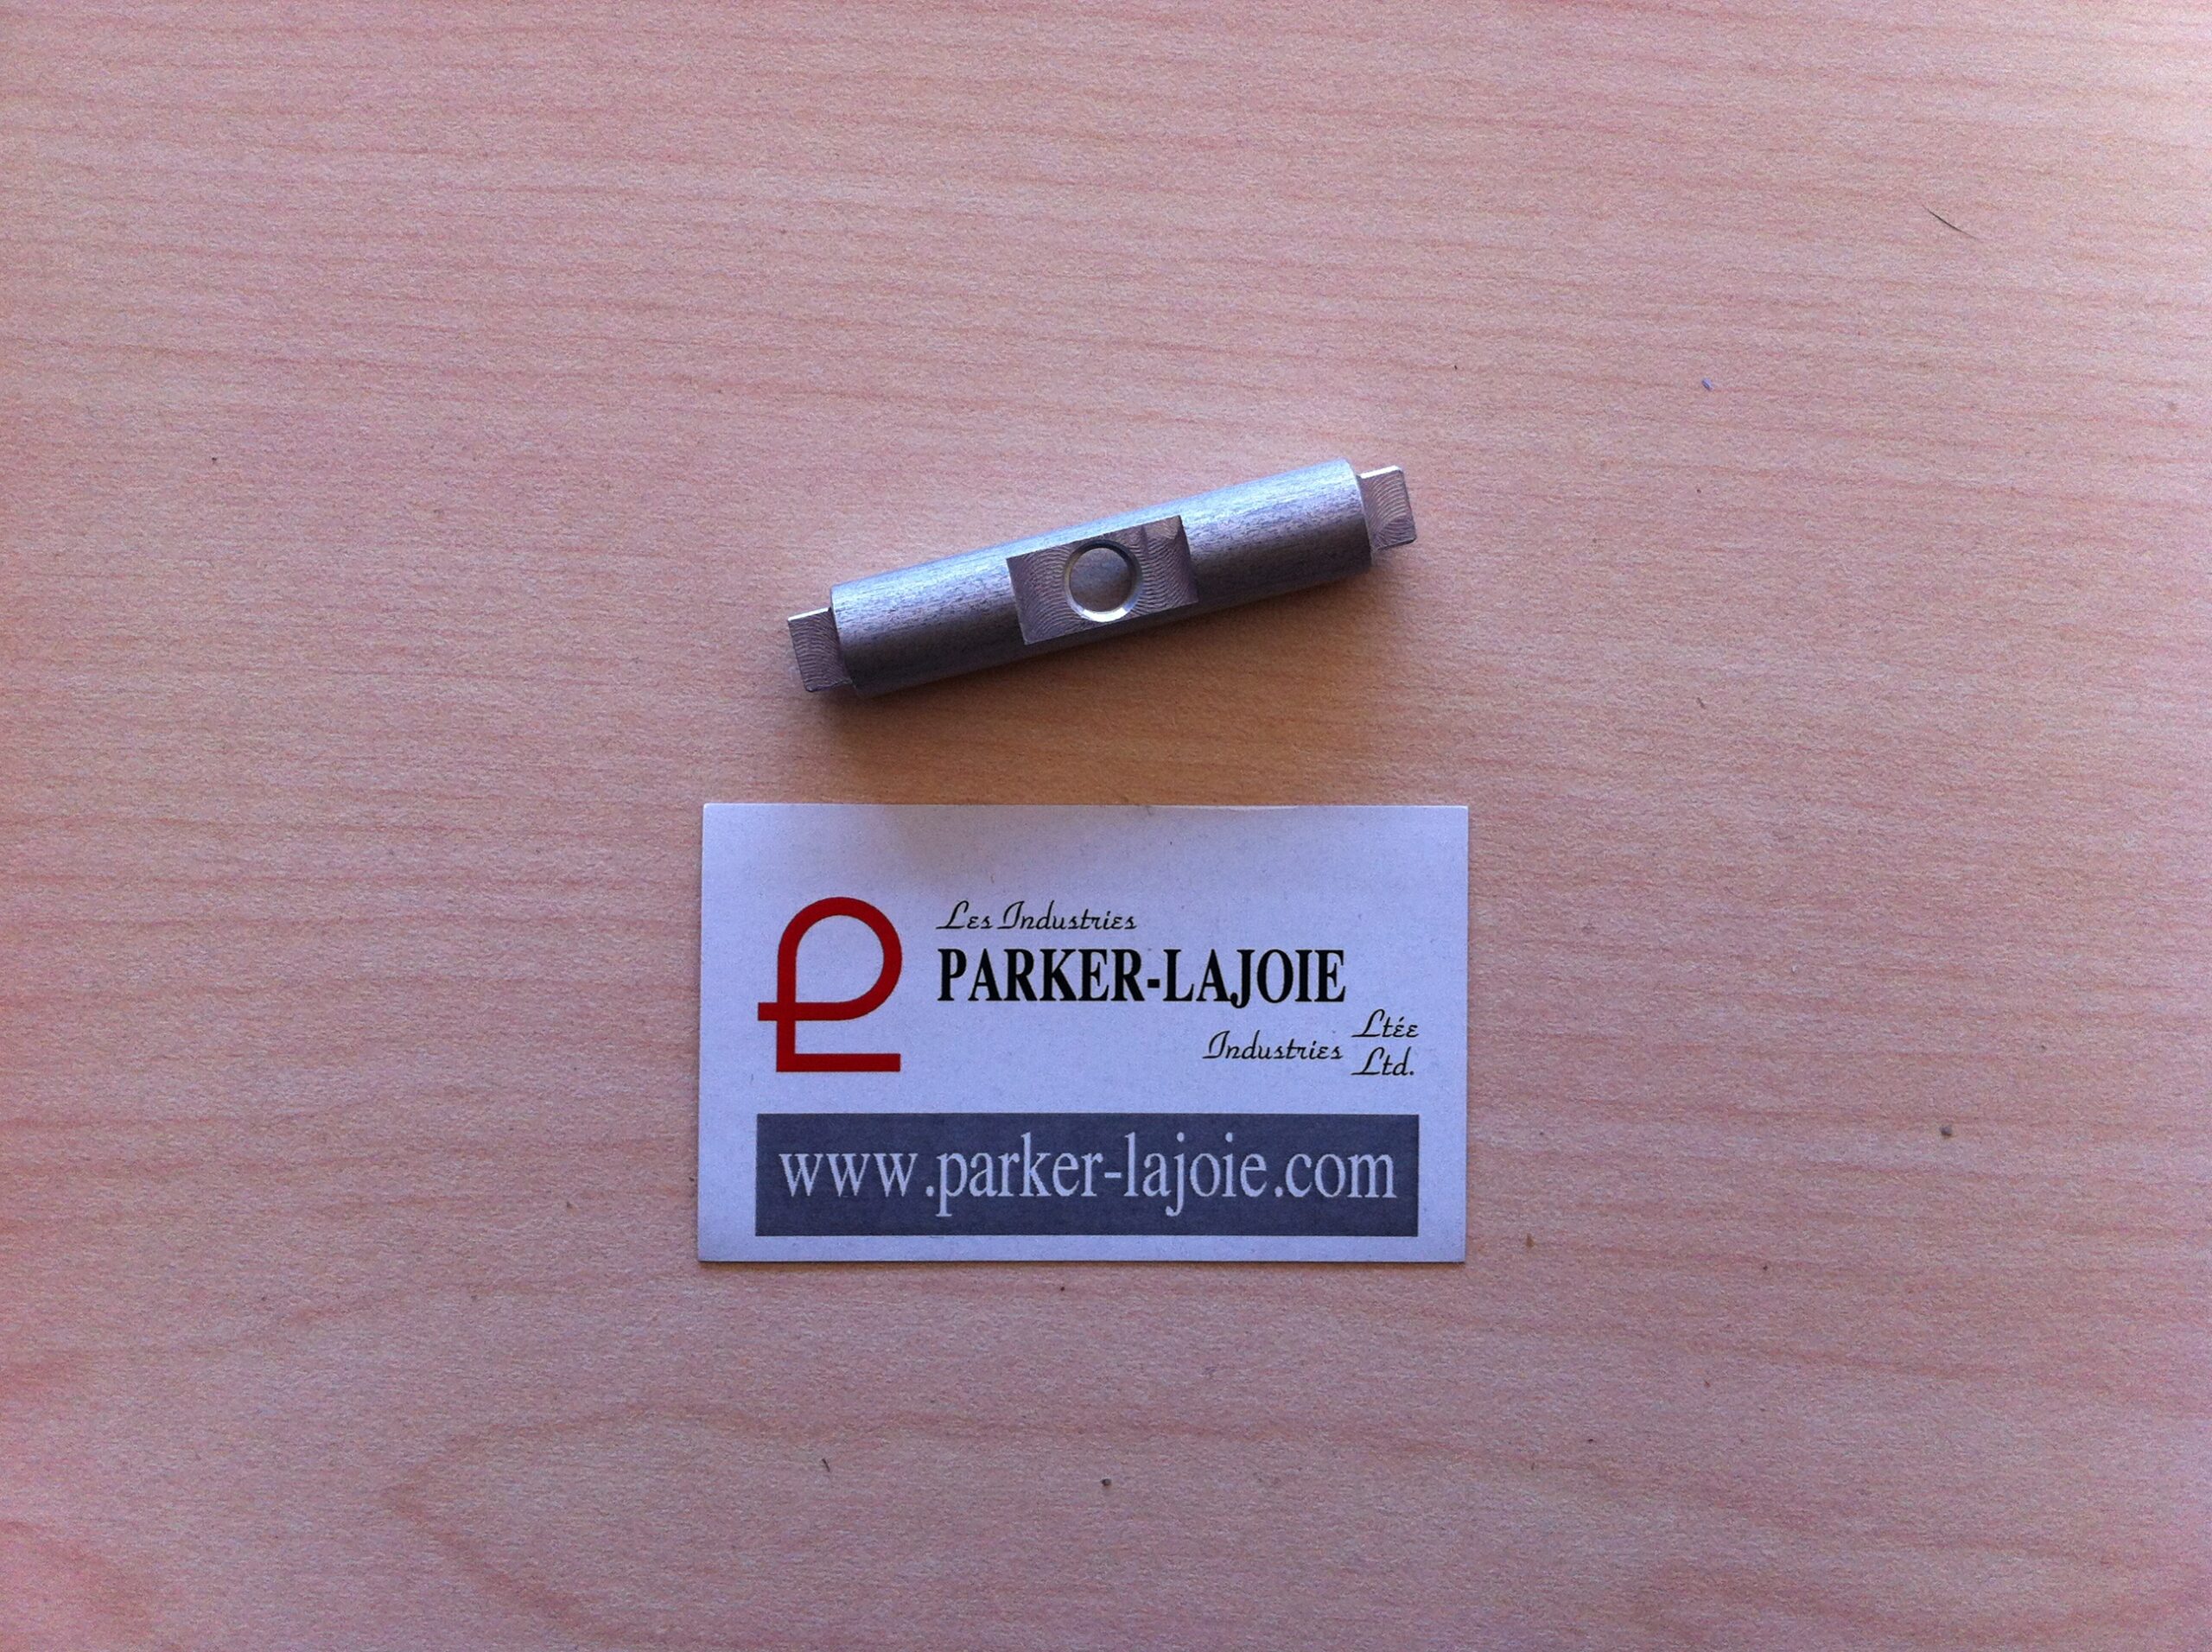 Les Industries
PARKER-LAJOIE
Industries Ltée
Ltd.
www.parker-lajoie.com